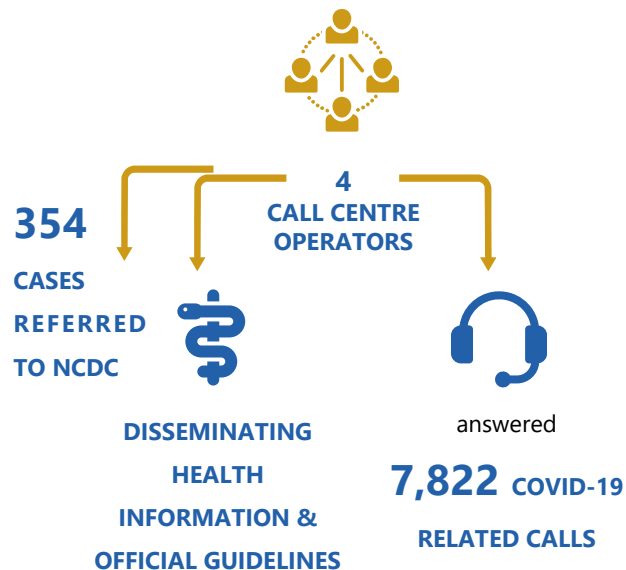 4
CALL CENTRE
OPERATORS
354
CASES
REFERRED
TO NCDC
DISSEMINATING
HEALTH
INFORMATION &
OFFICIAL GUIDELINES
answered
7,822 COVID-19
RELATED CALLS